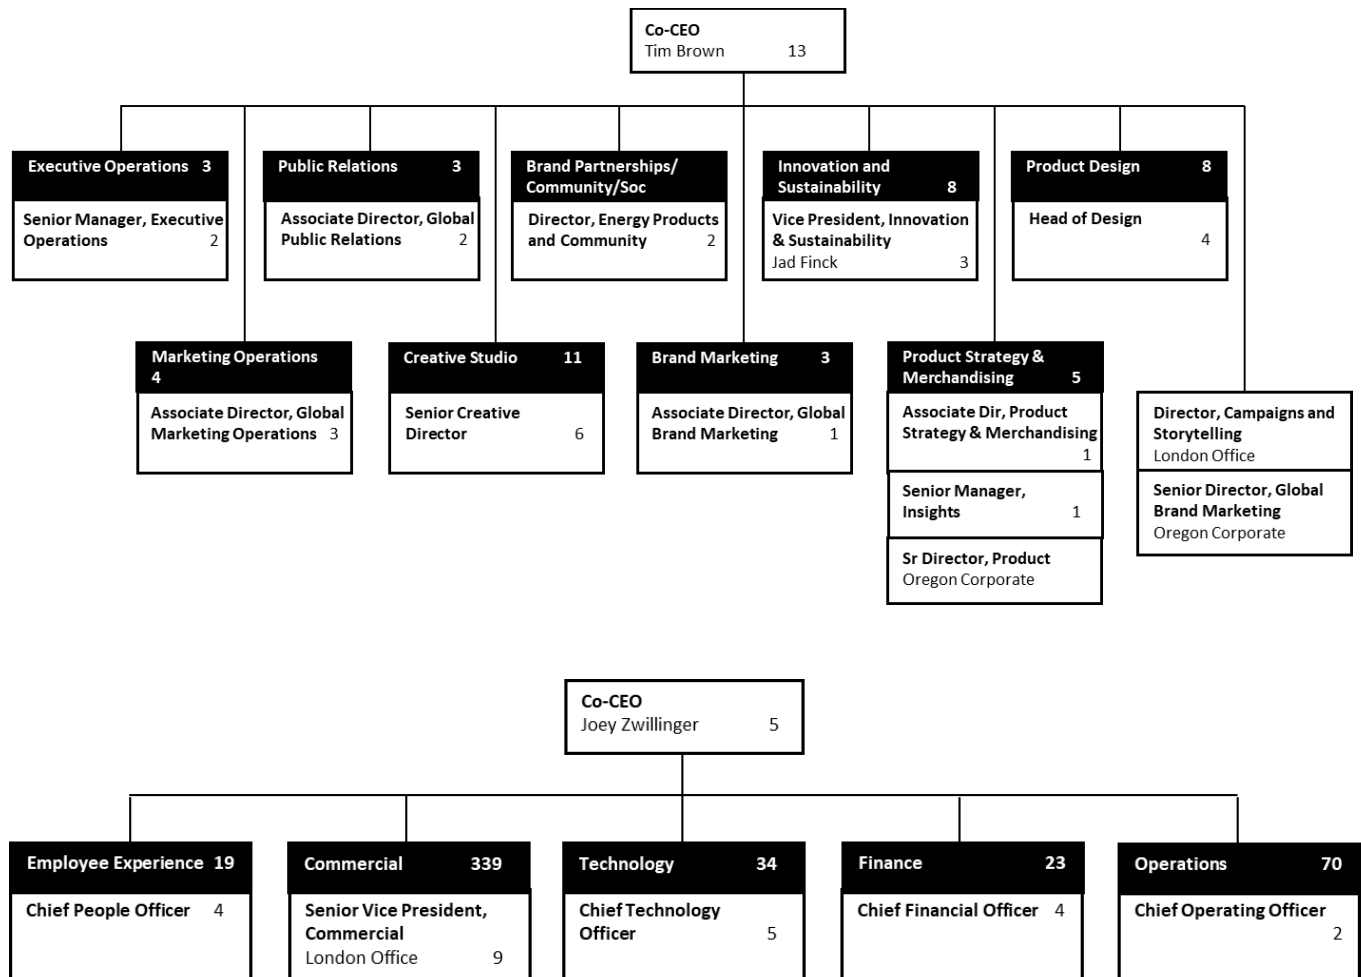 Co-CEO
Tim Brown 13
Executive Operations 3
Senior Manager, Executive
Operations 2
Public Relations 3
Associate Director, Global
Public Relations 2
Brand Partnerships/
Community/Soc
Director, Energy Products
and Community 2
Innovation and
Sustainability 8
Vice President, Innovation
& Sustainability
Jad Finck 3
Product Design 8
Head of Design
4
Marketing Operations
4
Associate Director, Global
Marketing Operations 3
Creative Studio 11
Senior Creative
Director 6
Brand Marketing 3
Associate Director, Global
Brand Marketing 1
Product Strategy &
Merchandising 5
Associate Dir, Product
Strategy & Merchandising
1
Senior Manager,
Insights 1
Sr Director, Product
Oregon Corporate
Director, Campaigns and
Storytelling
London Office
Senior Director, Global
Brand Marketing
Oregon Corporate
Co-CEO
Joey Zwillinger 5
Employee Experience 19
Chief People Officer 4
Commercial 339
Senior Vice President,
Commercial
London Office 9
Technology 34
Chief Technology
Officer 5
Finance 23
Chief Financial Officer 4
Operations 70
Chief Operating Officer
2